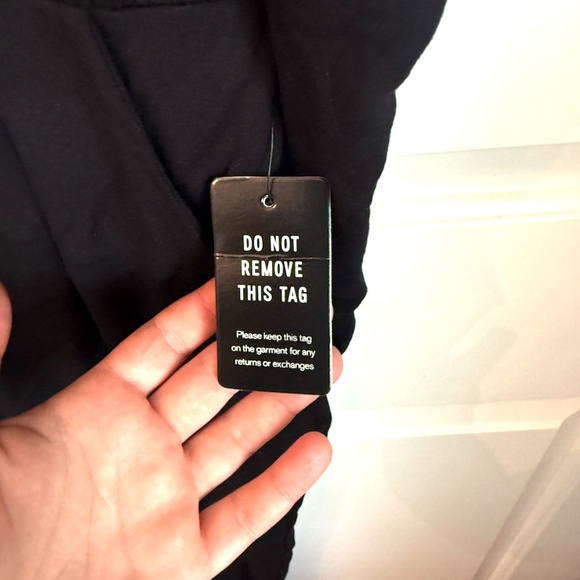 DO NOT
REMOVE
THIS TAG
Please keep this tag
on the garment for any
returns or exchanges